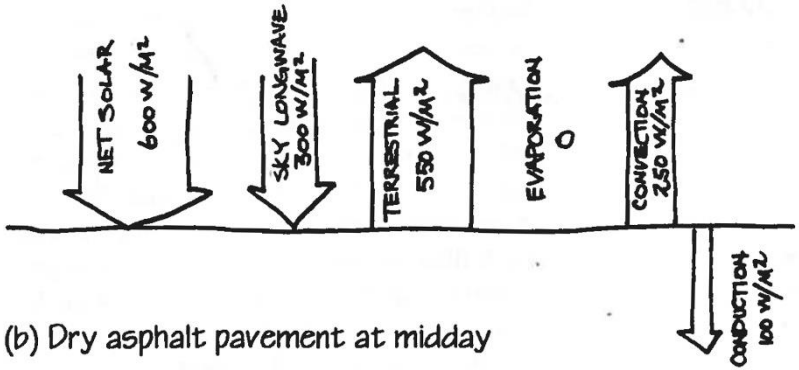 NET SOLAR
600 W/M²
SKY LONGWAVE
300 W/M²
TERRESTRIAL
550 W/M²
EVAPORATION
0
CONVECTION
250 W/M²
CONDUCTION
100 W/M²
(b) Dry asphalt pavement at midday